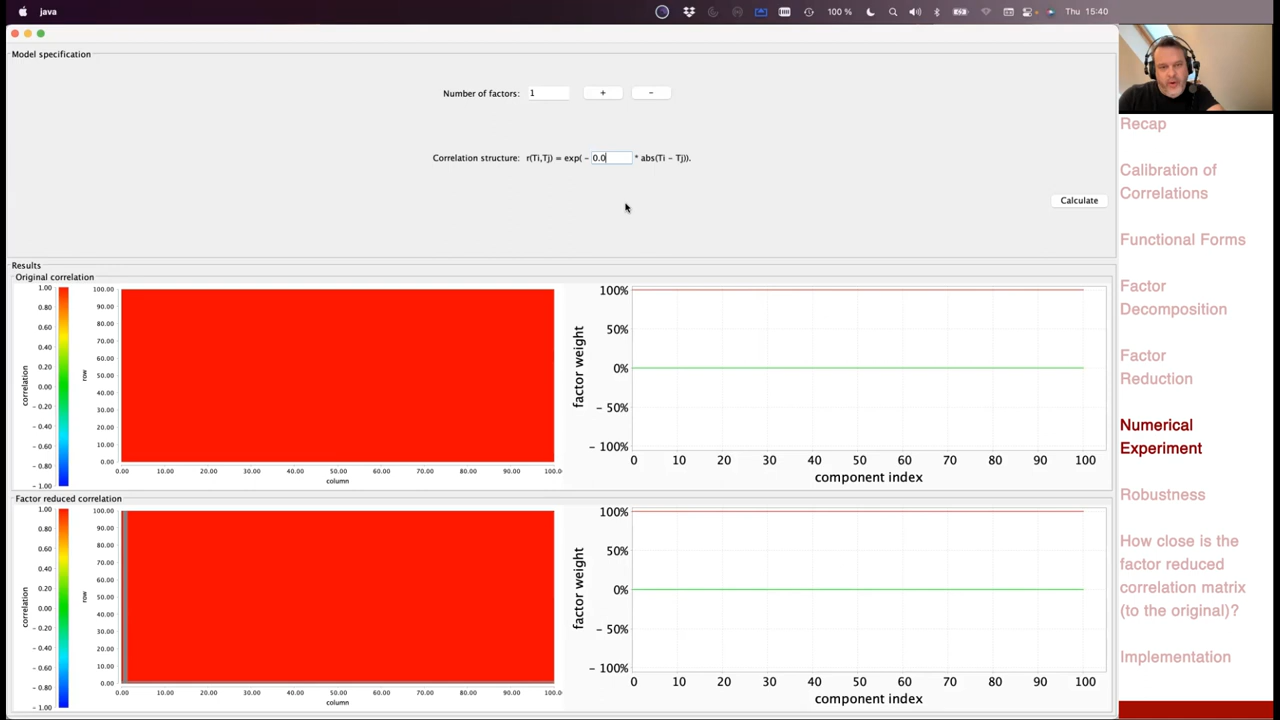 java
100 %
Thu 15:40
Model specification
Number of factors: 1 + -
Correlation structure: r(Ti,Tj) = exp( - 0.0 * abs(Ti - Tj)).
Calculate
Results
Original correlation
correlation
1.00
0.80
0.60
0.40
0.20
0.00
- 0.20
- 0.40
- 0.60
- 0.80
- 1.00
row
100.00
90.00
80.00
70.00
60.00
50.00
40.00
30.00
20.00
10.00
0.00
0.00 10.00 20.00 30.00 40.00 50.00 60.00 70.00 80.00 90.00 100.0
column
factor weight
100%
50%
0%
- 50%
- 100%
0 10 20 30 40 50 60 70 80 90 100
component index
Factor reduced correlation
correlation
1.00
0.80
0.60
0.40
0.20
0.00
- 0.20
- 0.40
- 0.60
- 0.80
- 1.00
row
100.00
90.00
80.00
70.00
60.00
50.00
40.00
30.00
20.00
10.00
0.00
0.00 10.00 20.00 30.00 40.00 50.00 60.00 70.00 80.00 90.00 100.0
column
factor weight
100%
50%
0%
- 50%
- 100%
0 10 20 30 40 50 60 70 80 90 100
component index
Recap
Calibration of
Correlations
Functional Forms
Factor
Decomposition
Factor
Reduction
Numerical
Experiment
Robustness
How close is the
factor reduced
correlation matrix
(to the original)?
Implementation